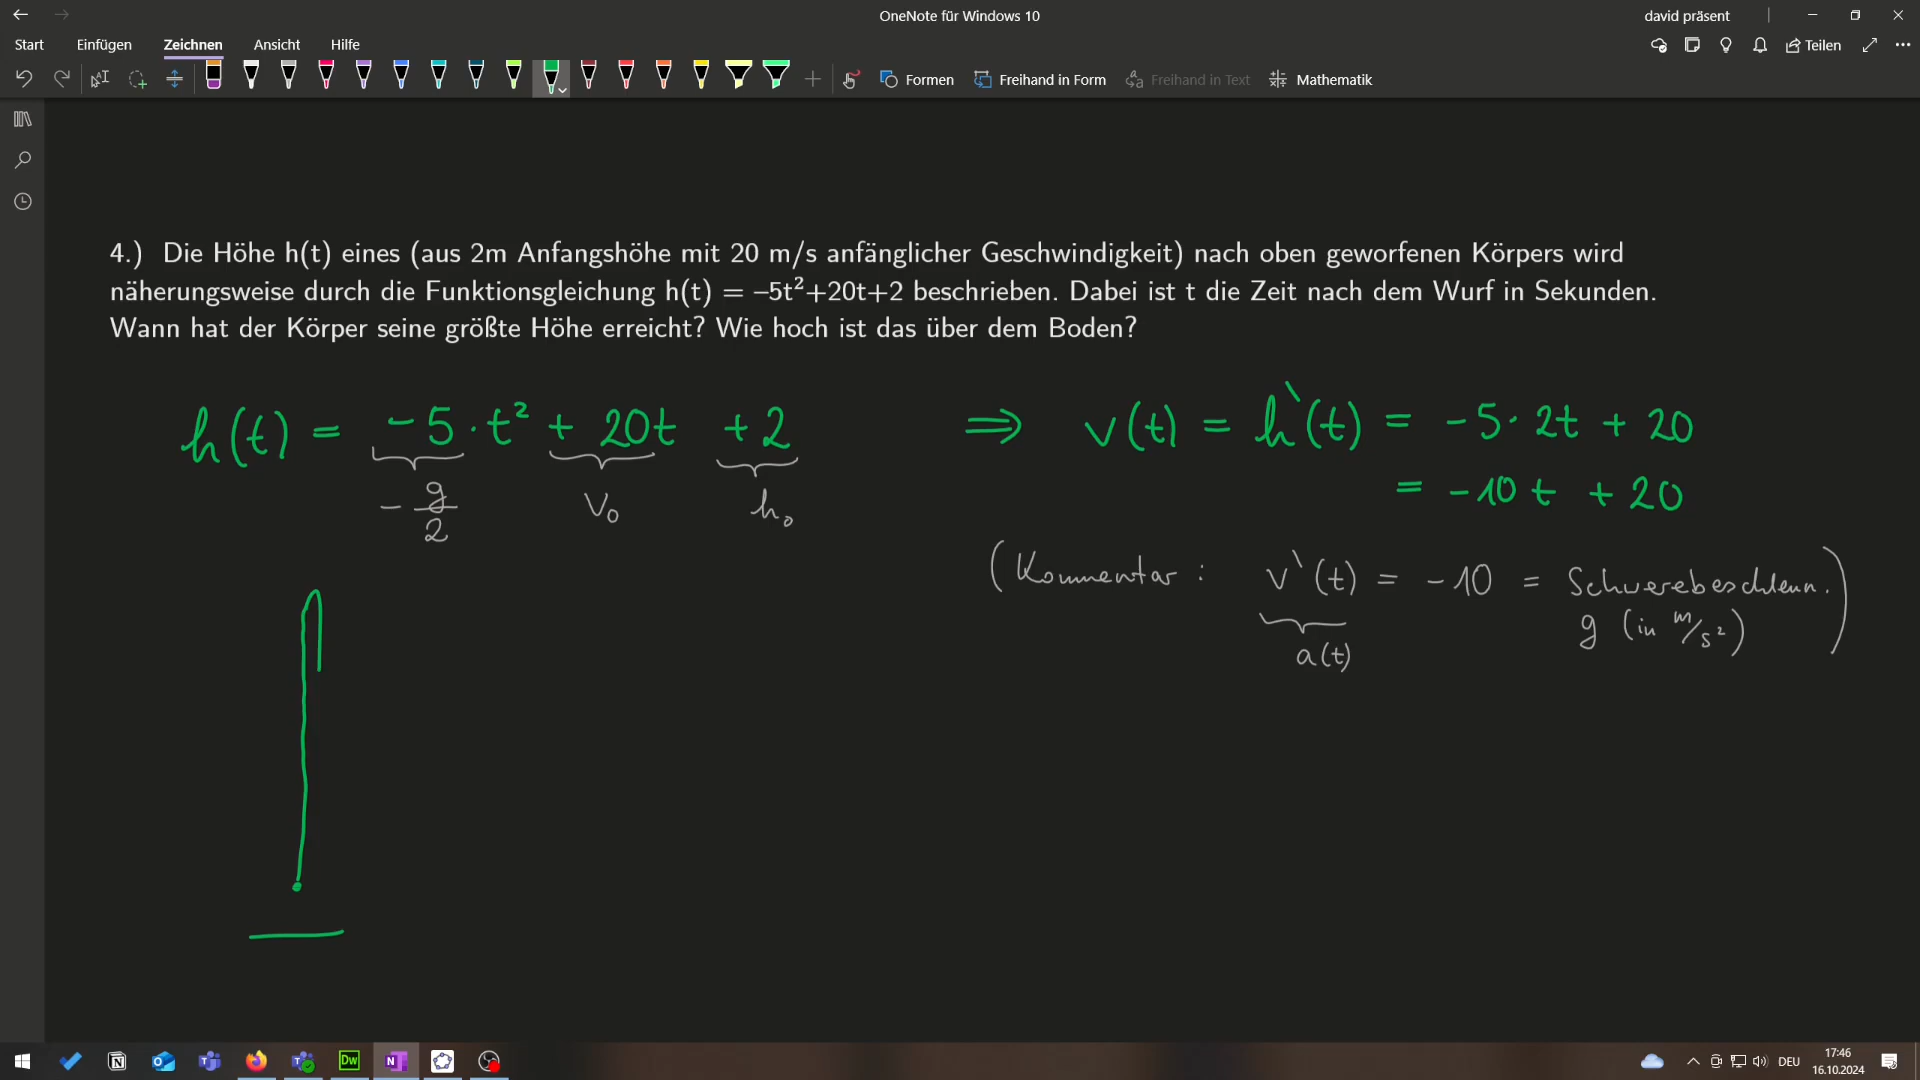 OneNote für Windows 10
david präsent
Start Einfügen Zeichnen Ansicht Hilfe
Teilen
Formen Freihand in Form Freihand in Text Mathematik
4.) Die Höhe h(t) eines (aus 2m Anfangshöhe mit 20 m/s anfänglicher Geschwindigkeit) nach oben geworfenen Körpers wird
näherungsweise durch die Funktionsgleichung h(t) = –5t²+20t+2 beschrieben. Dabei ist t die Zeit nach dem Wurf in Sekunden.
Wann hat der Körper seine größte Höhe erreicht? Wie hoch ist das über dem Boden?
h(t) = -5·t² + 20t +2 ⇒ v(t) = h`(t) = -5·2t + 20
= -10t + 20
- g/2 V₀ h₀
(Kommentar: v`(t) = -10 = Schwerebeschleun.
g (in m/s²))
a(t)
Dw
DEU
17:46
16.10.2024